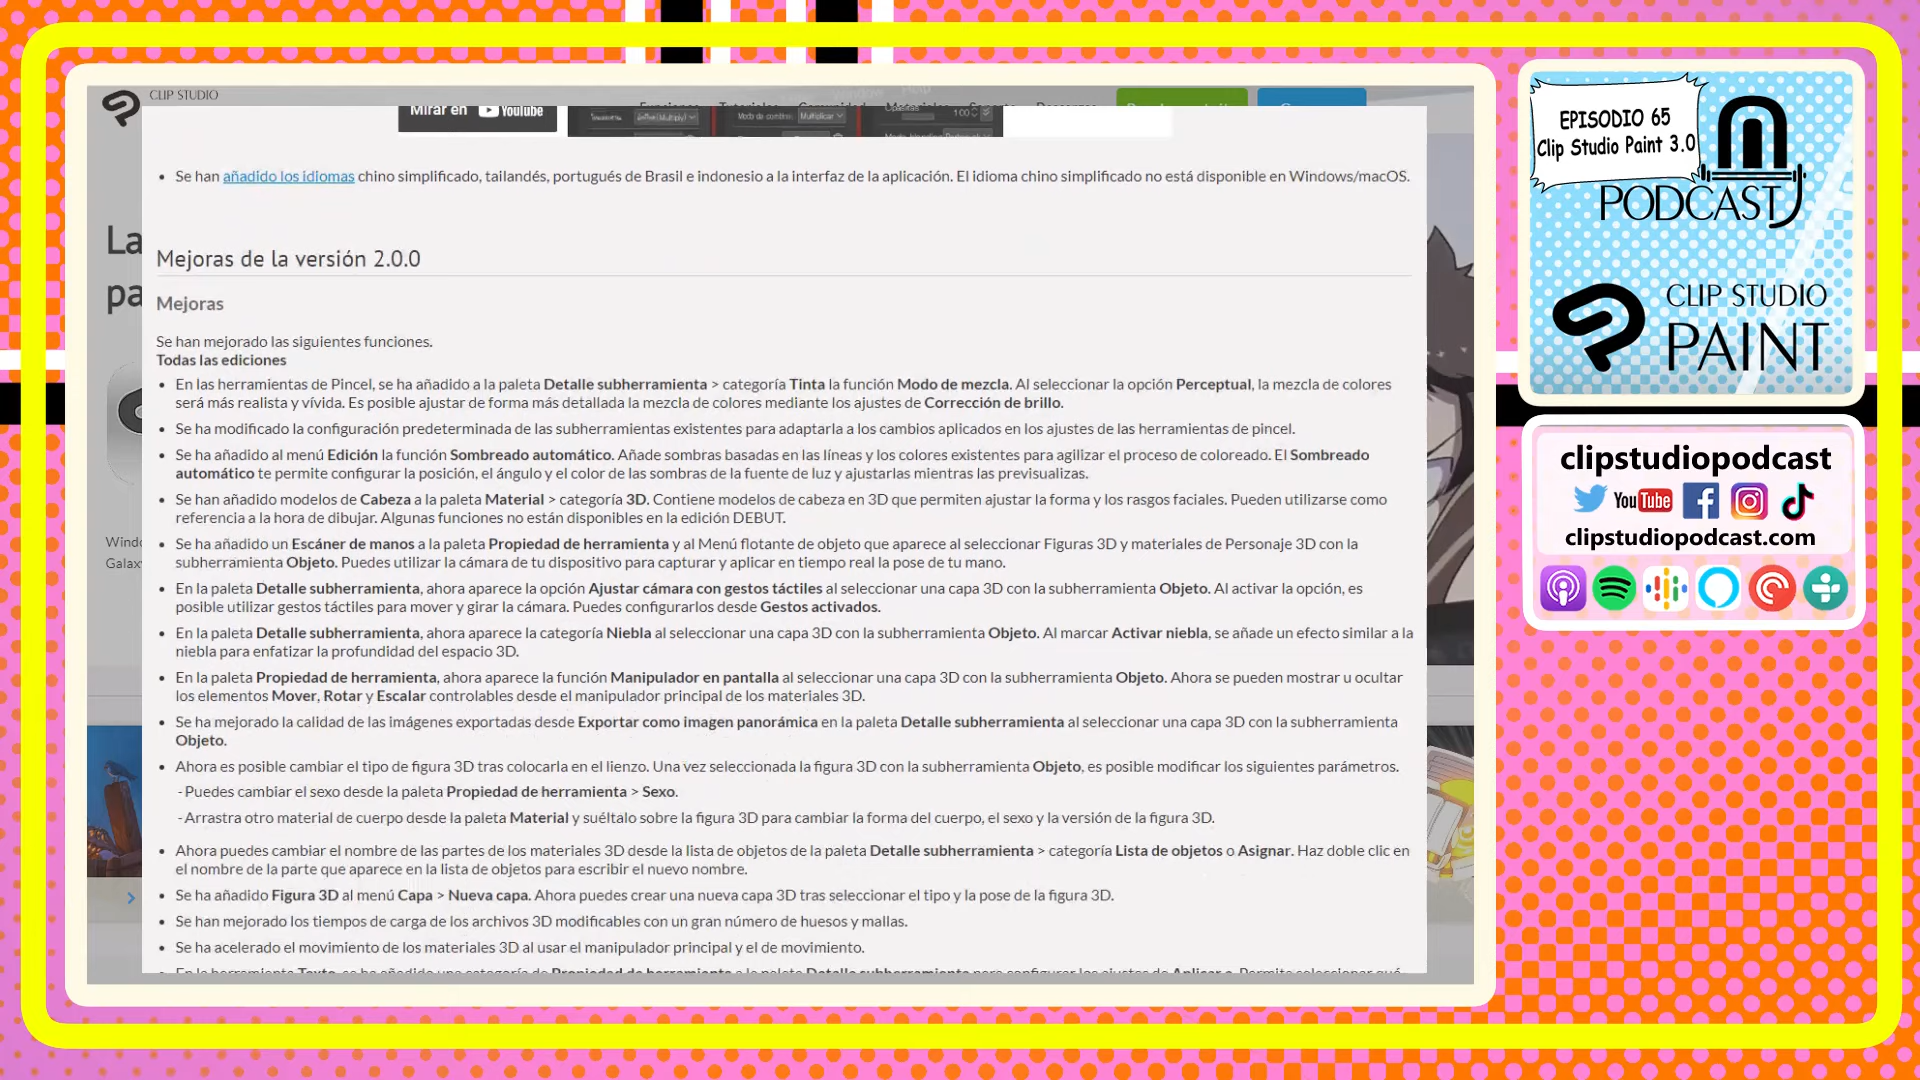 CLIP STUDIO
Mirar en YouTube
Multiplicar
100
Se han añadido los idiomas chino simplificado, tailandés, portugués de Brasil e indonesio a la interfaz de la aplicación. El idioma chino simplificado no está disponible en Windows/macOS.
La
pa
Mejoras de la versión 2.0.0
Mejoras
Se han mejorado las siguientes funciones.
Todas las ediciones
En las herramientas de Pincel, se ha añadido a la paleta Detalle subherramienta > categoría Tinta la función Modo de mezcla. Al seleccionar la opción Perceptual, la mezcla de colores
será más realista y vívida. Es posible ajustar de forma más detallada la mezcla de colores mediante los ajustes de Corrección de brillo.
Se ha modificado la configuración predeterminada de las subherramientas existentes para adaptarla a los cambios aplicados en los ajustes de las herramientas de pincel.
Se ha añadido al menú Edición la función Sombreado automático. Añade sombras basadas en las líneas y los colores existentes para agilizar el proceso de coloreado. El Sombreado
automático te permite configurar la posición, el ángulo y el color de las sombras de la fuente de luz y ajustarlas mientras las previsualizas.
Se han añadido modelos de Cabeza a la paleta Material > categoría 3D. Contiene modelos de cabeza en 3D que permiten ajustar la forma y los rasgos faciales. Pueden utilizarse como
referencia a la hora de dibujar. Algunas funciones no están disponibles en la edición DEBUT.
Se ha añadido un Escáner de manos a la paleta Propiedad de herramienta y al Menú flotante de objeto que aparece al seleccionar Figuras 3D y materiales de Personaje 3D con la
subherramienta Objeto. Puedes utilizar la cámara de tu dispositivo para capturar y aplicar en tiempo real la pose de tu mano.
Windo
Galax
En la paleta Detalle subherramienta, ahora aparece la opción Ajustar cámara con gestos táctiles al seleccionar una capa 3D con la subherramienta Objeto. Al activar la opción, es
posible utilizar gestos táctiles para mover y girar la cámara. Puedes configurarlos desde Gestos activados.
En la paleta Detalle subherramienta, ahora aparece la categoría Niebla al seleccionar una capa 3D con la subherramienta Objeto. Al marcar Activar niebla, se añade un efecto similar a la
niebla para enfatizar la profundidad del espacio 3D.
En la paleta Propiedad de herramienta, ahora aparece la función Manipulador en pantalla al seleccionar una capa 3D con la subherramienta Objeto. Ahora se pueden mostrar u ocultar
los elementos Mover, Rotar y Escalar controlables desde el manipulador principal de los materiales 3D.
Se ha mejorado la calidad de las imágenes exportadas desde Exportar como imagen panorámica en la paleta Detalle subherramienta al seleccionar una capa 3D con la subherramienta
Objeto.
Ahora es posible cambiar el tipo de figura 3D tras colocarla en el lienzo. Una vez seleccionada la figura 3D con la subherramienta Objeto, es posible modificar los siguientes parámetros.
- Puedes cambiar el sexo desde la paleta Propiedad de herramienta > Sexo.
- Arrastra otro material de cuerpo desde la paleta Material y suéltalo sobre la figura 3D para cambiar la forma del cuerpo, el sexo y la versión de la figura 3D.
Ahora puedes cambiar el nombre de las partes de los materiales 3D desde la lista de objetos de la paleta Detalle subherramienta > categoría Lista de objetos o Asignar. Haz doble clic en
el nombre de la parte que aparece en la lista de objetos para escribir el nuevo nombre.
Se ha añadido Figura 3D al menú Capa > Nueva capa. Ahora puedes crear una nueva capa 3D tras seleccionar el tipo y la pose de la figura 3D.
Se han mejorado los tiempos de carga de los archivos 3D modificables con un gran número de huesos y mallas.
Se ha acelerado el movimiento de los materiales 3D al usar el manipulador principal y el de movimiento.
EPISODIO 65
Clip Studio Paint 3.0
PODCAST
CLIP STUDIO
PAINT
clipstudiopodcast
YouTube
clipstudiopodcast.com